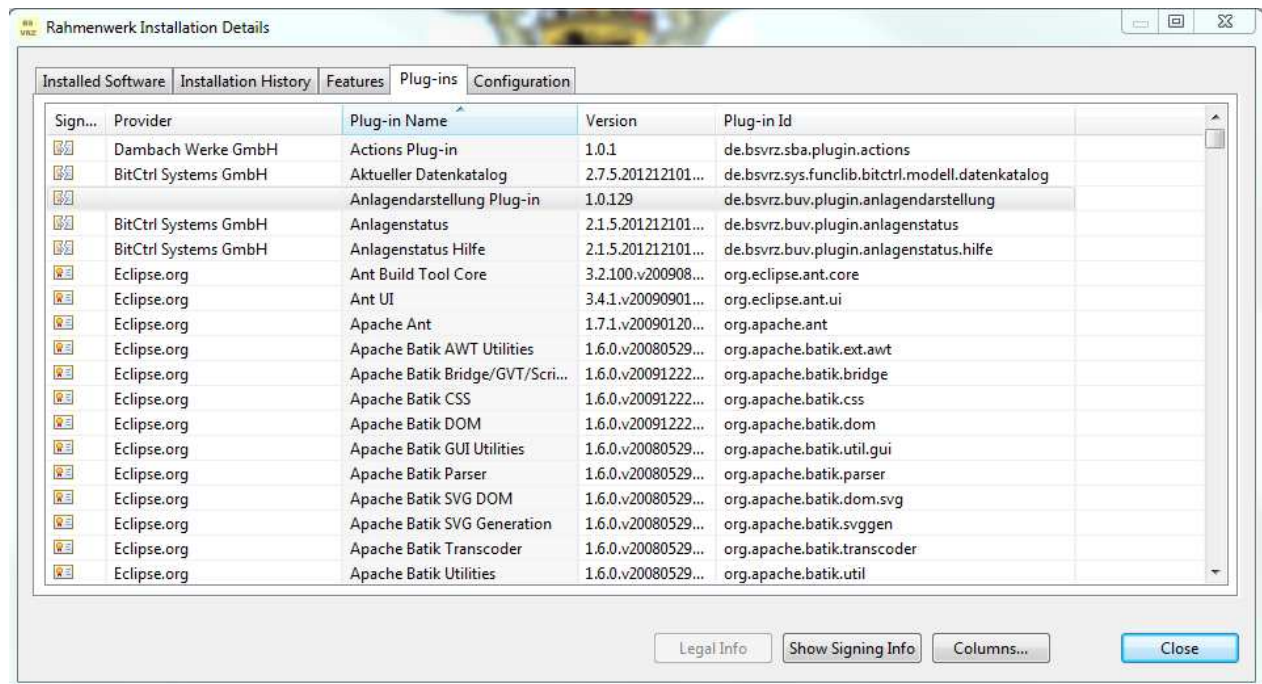 RB VRZ Rahmenwerk Installation Details
Installed Software Installation History Features Plug-ins Configuration
Sign... Provider Plug-in Name Version Plug-in Id
Dambach Werke GmbH Actions Plug-in 1.0.1 de.bsvrz.sba.plugin.actions
BitCtrl Systems GmbH Aktueller Datenkatalog 2.7.5.201212101... de.bsvrz.sys.funclib.bitctrl.modell.datenkatalog
Anlagendarstellung Plug-in 1.0.129 de.bsvrz.buv.plugin.anlagendarstellung
BitCtrl Systems GmbH Anlagenstatus 2.1.5.201212101... de.bsvrz.buv.plugin.anlagenstatus
BitCtrl Systems GmbH Anlagenstatus Hilfe 2.1.5.201212101... de.bsvrz.buv.plugin.anlagenstatus.hilfe
Eclipse.org Ant Build Tool Core 3.2.100.v200908... org.eclipse.ant.core
Eclipse.org Ant UI 3.4.1.v20090901... org.eclipse.ant.ui
Eclipse.org Apache Ant 1.7.1.v20090120... org.apache.ant
Eclipse.org Apache Batik AWT Utilities 1.6.0.v20080529... org.apache.batik.ext.awt
Eclipse.org Apache Batik Bridge/GVT/Scri... 1.6.0.v20091222... org.apache.batik.bridge
Eclipse.org Apache Batik CSS 1.6.0.v20091222... org.apache.batik.css
Eclipse.org Apache Batik DOM 1.6.0.v20091222... org.apache.batik.dom
Eclipse.org Apache Batik GUI Utilities 1.6.0.v20080529... org.apache.batik.util.gui
Eclipse.org Apache Batik Parser 1.6.0.v20080529... org.apache.batik.parser
Eclipse.org Apache Batik SVG DOM 1.6.0.v20080529... org.apache.batik.dom.svg
Eclipse.org Apache Batik SVG Generation 1.6.0.v20080529... org.apache.batik.svggen
Eclipse.org Apache Batik Transcoder 1.6.0.v20080529... org.apache.batik.transcoder
Eclipse.org Apache Batik Utilities 1.6.0.v20080529... org.apache.batik.util
Legal Info Show Signing Info Columns... Close